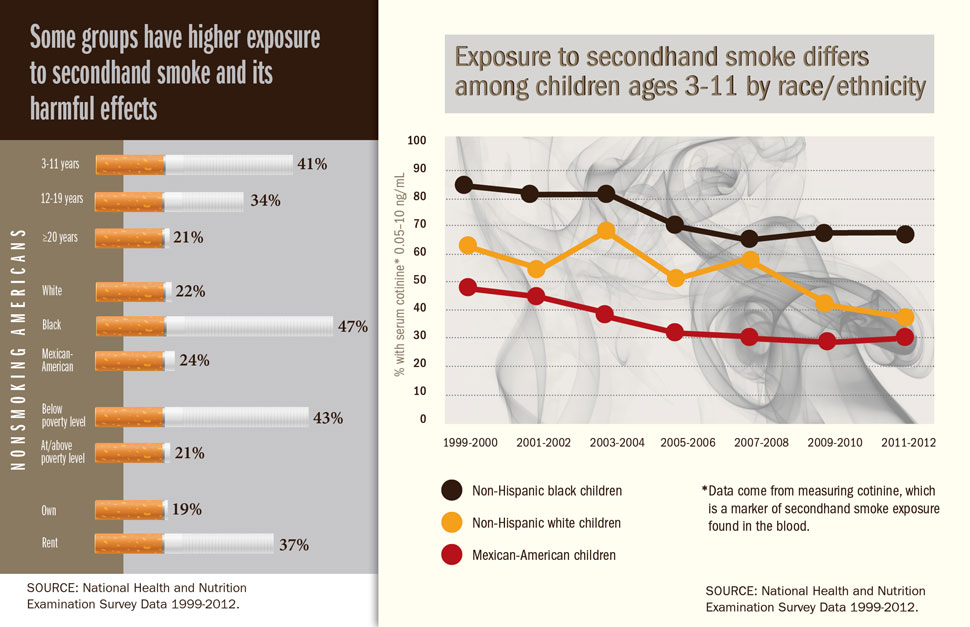 Some groups have higher exposure
to secondhand smoke and its
harmful effects
NONSMOKING AMERICANS
3-11 years 41%
12-19 years 34%
≥20 years 21%
White 22%
Black 47%
Mexican-
American 24%
Below
poverty level 43%
At/above
poverty level 21%
Own 19%
Rent 37%
SOURCE: National Health and Nutrition
Examination Survey Data 1999-2012.
Exposure to secondhand smoke differs
among children ages 3-11 by race/ethnicity
% with serum cotinine* 0.05–10 ng/mL
100
90
80
70
60
50
40
30
20
10
0
1999-2000 2001-2002 2003-2004 2005-2006 2007-2008 2009-2010 2011-2012
Non-Hispanic black children
Non-Hispanic white children
Mexican-American children
*Data come from measuring cotinine, which
is a marker of secondhand smoke exposure
found in the blood.
SOURCE: National Health and Nutrition
Examination Survey Data 1999-2012.